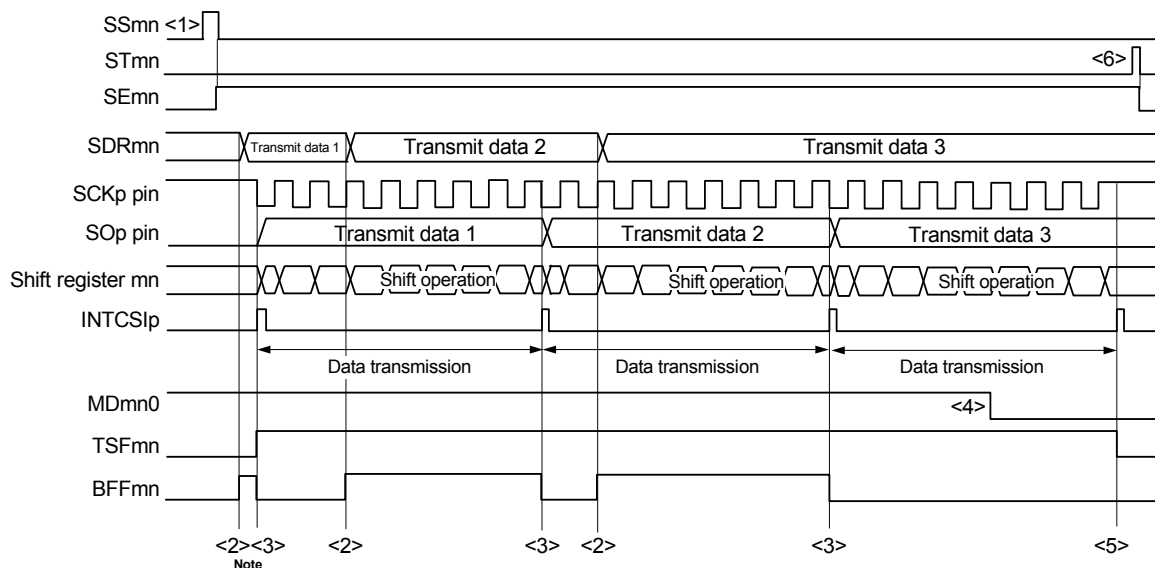 SSmn <1>
STmn <6>
SEmn
SDRmn Transmit data 1 Transmit data 2 Transmit data 3
SCKp pin
SOp pin Transmit data 1 Transmit data 2 Transmit data 3
Shift register mn Shift operation Shift operation Shift operation
INTCSIp
Data transmission Data transmission Data transmission
MDmn0 <4>
TSFmn
BFFmn
<2> <3> <2> <3> <2> <3> <5>
Note